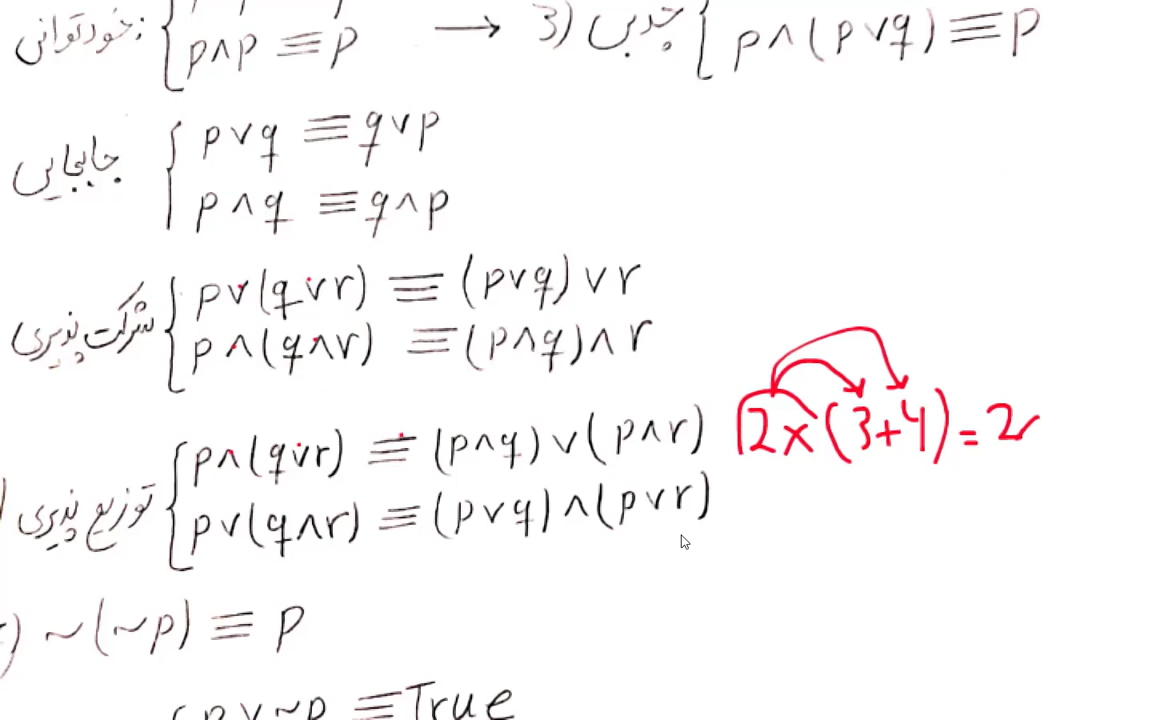 خودتوانی: p∧p ≡ p → 3) جذبی p∧(p∨q) ≡ p
جابجایی p∨q ≡ q∨p
p∧q ≡ q∧p
شرکت پذیری p∨(q∨r) ≡ (p∨q)∨r
p∧(q∧r) ≡ (p∧q)∧r
توزیع پذیری p∧(q∨r) ≡ (p∧q)∨(p∧r)
2×(3+4)=2
p∨(q∧r) ≡ (p∨q)∧(p∨r)
) ~(~p) ≡ p
p∨~p ≡ True